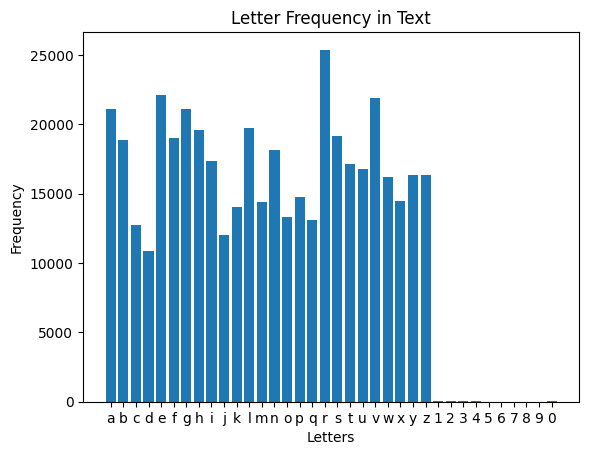 Letter Frequency in Text
25000
20000
15000
10000
5000
0
Frequency
a b c d e f g h i j k l m n o p q r s t u v w x y z 1 2 3 4 5 6 7 8 9 0
Letters